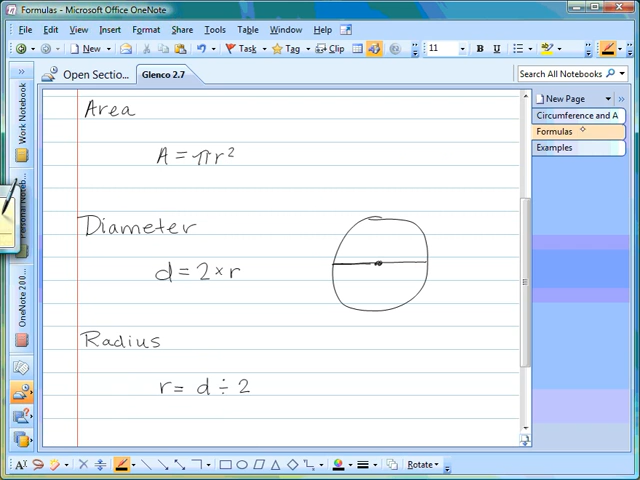 Formulas - Microsoft Office OneNote
File Edit View Insert Format Tools Table Window Help
New Task Tag Clip 11 B U
Open Sectio... Glenco 2.7 Search All Notebooks
Work Notebook
Personal Notebook
OneNote 200
New Page
Circumference and A
Formulas
Examples
Area
A = πr²
Diameter
d = 2 × r
Radius
r = d ÷ 2
Rotate